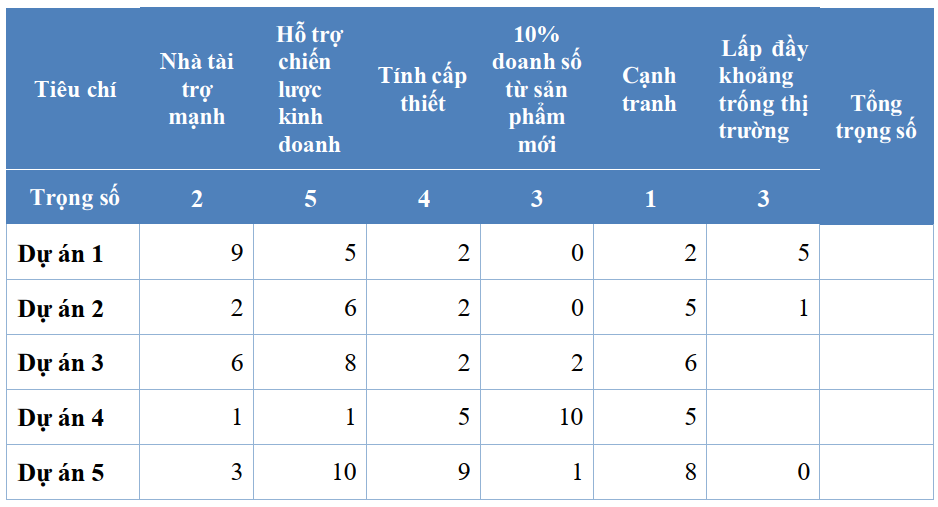 Tiêu chí
Nhà tài
trợ
mạnh
Hỗ trợ
chiến
lược
kinh
doanh
Tính cấp
thiết
10%
doanh số
từ sản
phẩm
mới
Cạnh
tranh
Lấp đầy
khoảng
trống thị
trường
Tổng
trọng số
Trọng số 2 5 4 3 1 3
Dự án 1 9 5 2 0 2 5
Dự án 2 2 6 2 0 5 1
Dự án 3 6 8 2 2 6
Dự án 4 1 1 5 10 5
Dự án 5 3 10 9 1 8 0